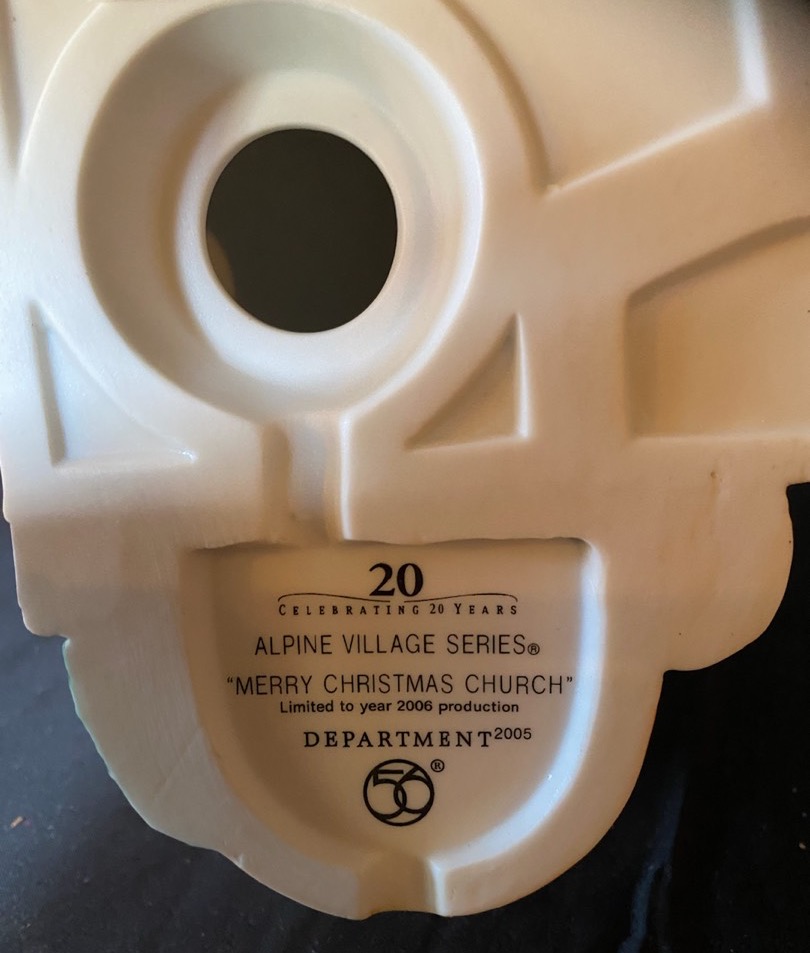 20
CELEBRATING 20 YEARS
ALPINE VILLAGE SERIES®
“MERRY CHRISTMAS CHURCH”
Limited to year 2006 production
DEPARTMENT 2005
56®